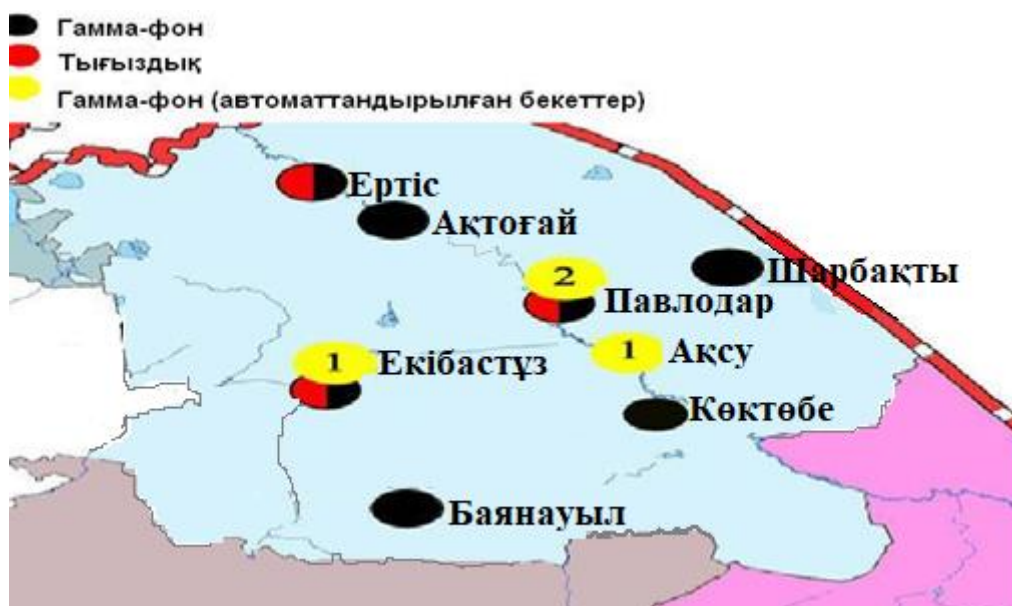 Гамма-фон
Тығыздық
Гамма-фон (автоматтандырылған бекеттер)
Ертіс
Ақтоғай
Шарбақты
2
Павлодар
1
Ақсу
1
Екібастұз
Көктөбе
Баянауыл